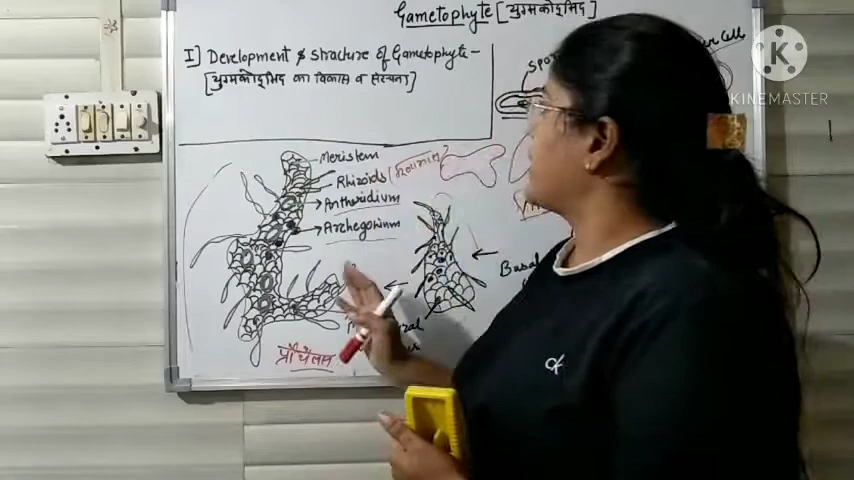 Gametophyte [युग्मकोद्भिद]
I] Development & structure of Gametophyte-
[युग्मकोद्भिद का विकास व संरचना]
Meristem
Rhizoids
Antheridium
Archegonium
Basal
प्रोथैलस
K
KINEMASTER